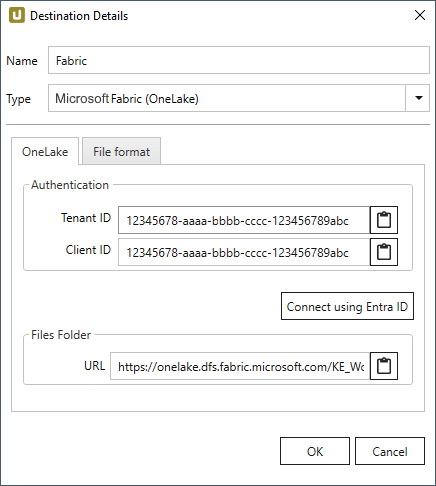 Destination Details
Name Fabric
Type Microsoft Fabric (OneLake)
OneLake File format
Authentication
Tenant ID 12345678-aaaa-bbbb-cccc-123456789abc
Client ID 12345678-aaaa-bbbb-cccc-123456789abc
Connect using Entra ID
Files Folder
URL https://onelake.dfs.fabric.microsoft.com/KE_Wo
OK Cancel